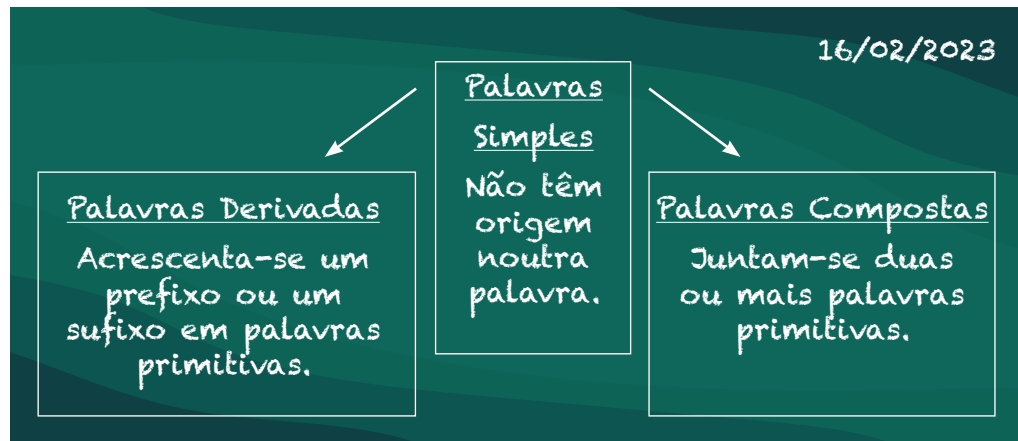 16/02/2023
Palavras
Simples
Não têm
origem
noutra
palavra.
Palavras Derivadas
Acrescenta-se um
prefixo ou um
sufixo em palavras
primitivas.
Palavras Compostas
Juntam-se duas
ou mais palavras
primitivas.